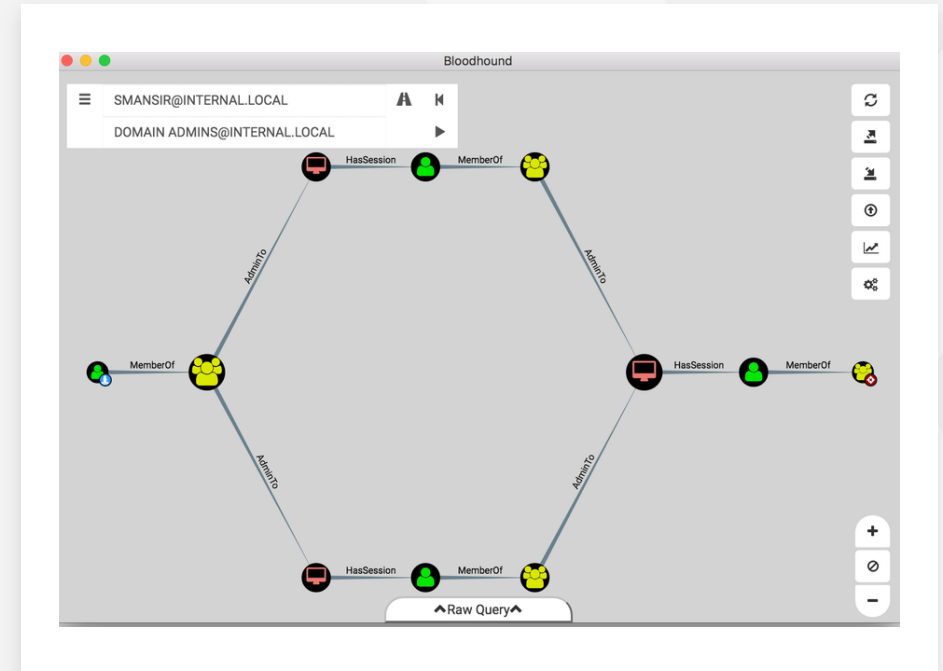 Bloodhound
SMANSIR@INTERNAL.LOCAL
DOMAIN ADMINS@INTERNAL.LOCAL
HasSession
MemberOf
AdminTo
AdminTo
MemberOf
HasSession
MemberOf
AdminTo
AdminTo
HasSession
MemberOf
Raw Query